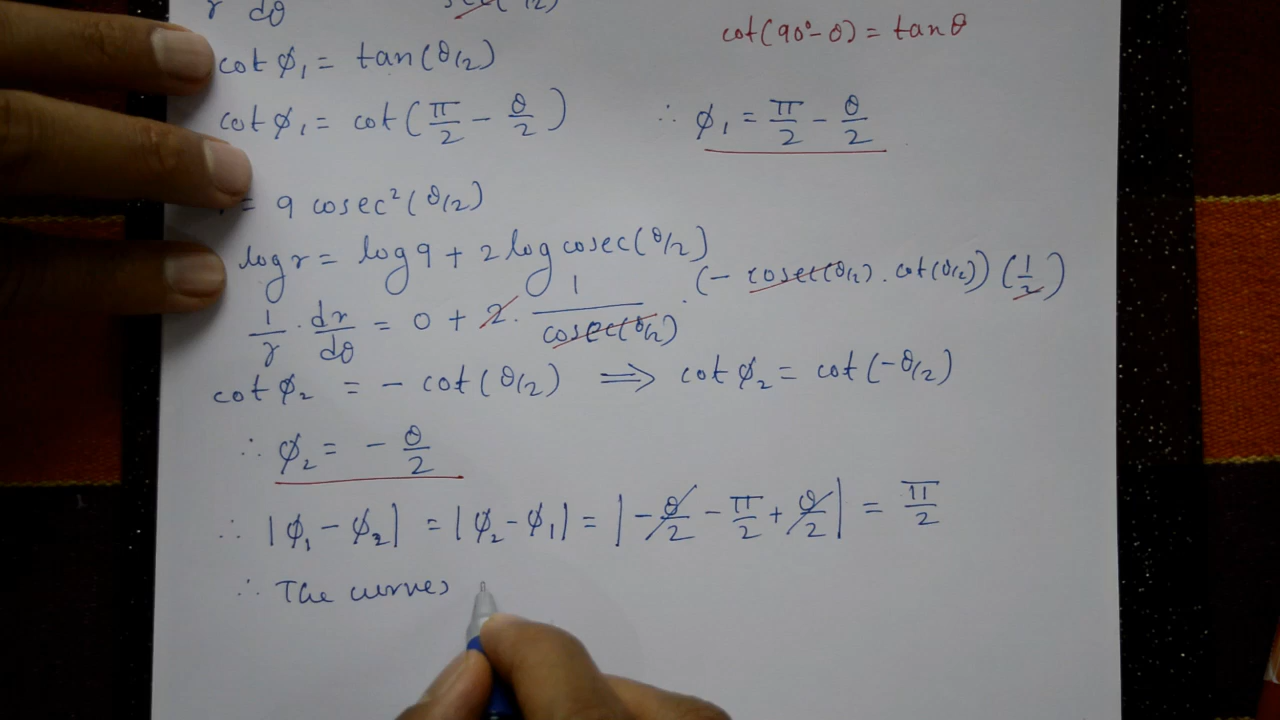 cot(90°-θ) = tanθ
cot ϕ₁ = tan(θ/2)
cot ϕ₁ = cot(π/2 - θ/2) ∴ ϕ₁ = π/2 - θ/2
= 9 cosec²(θ/2)
log r = log 9 + 2 log cosec(θ/2)
1/r · dr/dθ = 0 + 2 · 1/cosec(θ/2) · (- cosec(θ/2) · cot(θ/2)) (1/2)
cot ϕ₂ = - cot(θ/2) ⟹ cot ϕ₂ = cot(-θ/2)
∴ ϕ₂ = - θ/2
∴ |ϕ₁ - ϕ₂| = |ϕ₂ - ϕ₁| = |-θ/2 - π/2 + θ/2| = π/2
∴ The curves